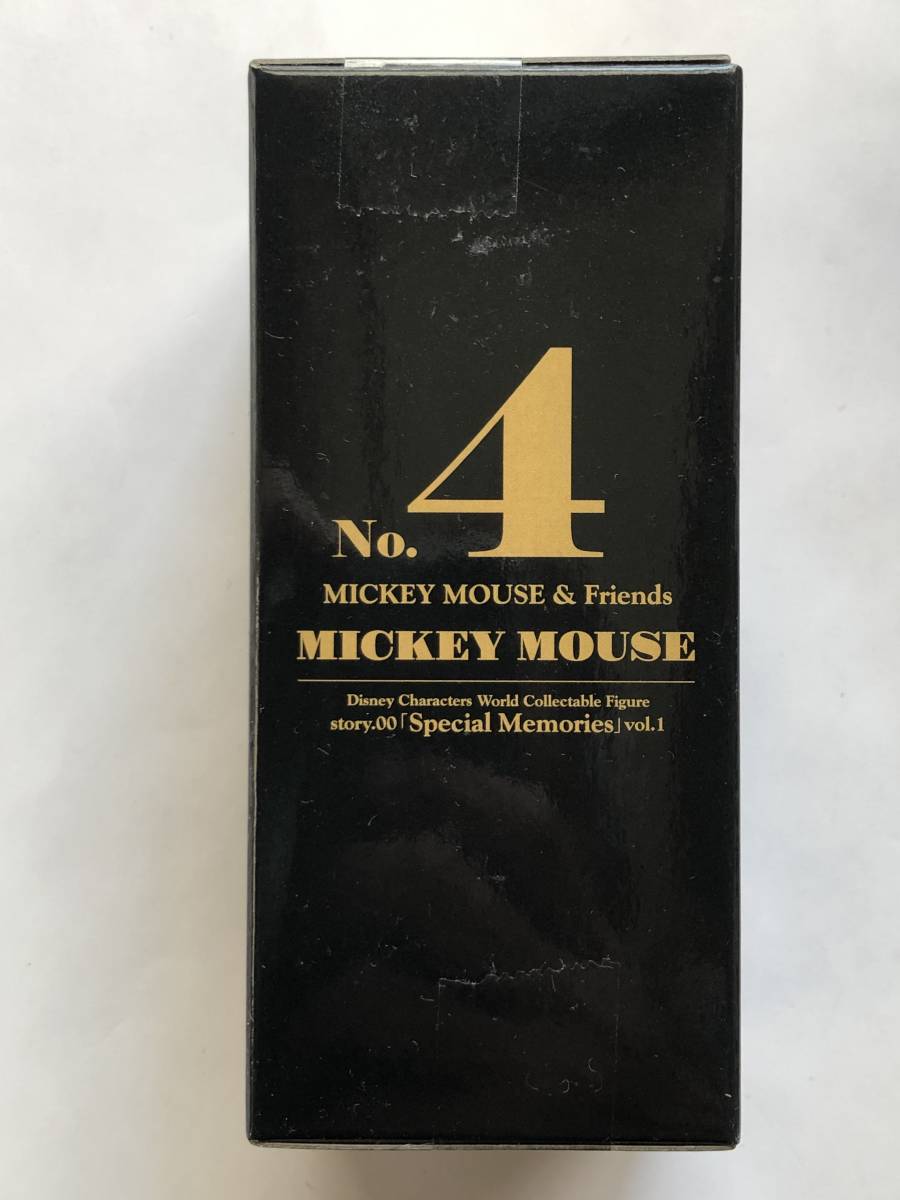 No. 4
MICKEY MOUSE & Friends
MICKEY MOUSE
Disney Characters World Collectable Figure
story.00「Special Memories」vol.1